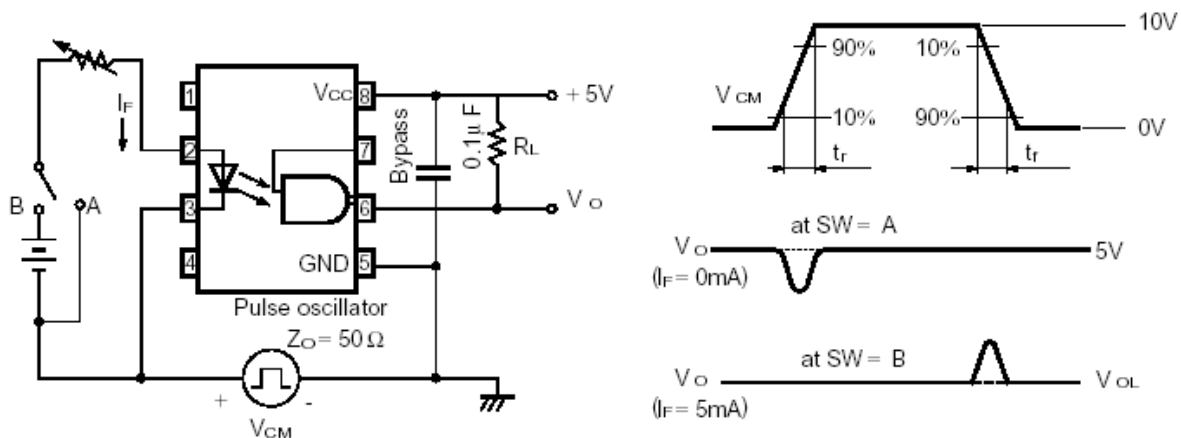 IF
B
A
1
2
3
4
VCC
8
7
6
5
GND
Bypass
0.1μF
RL
+5V
VO
Pulse oscillator
ZO = 50 Ω
+
-
VCM
VCM
10V
90%
10%
10%
90%
0V
tr
tr
at SW = A
VO
5V
(IF = 0mA)
at SW = B
VO
VOL
(IF = 5mA)